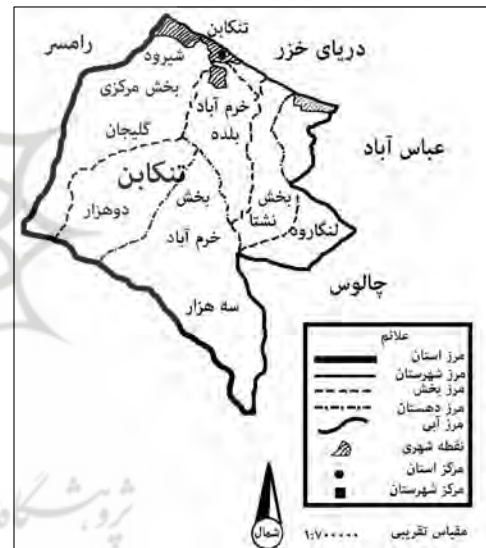 تنکابن
دریای خزر
رامسر
شیرود
بخش مرکزی
خرم آباد
بلده
گلیجان
عباس آباد
تنکابن
دوهزار
بخش
خرم آباد
بخش
نشتا
لنگاروه
سه هزار
چالوس
علائم
مرز استان
مرز شهرستان
مرز بخش
مرز دهستان
مرز آبی
نقطه شهری
مرکز استان
مرکز شهرستان
شمال
مقیاس تقریبی ۱:۷۰۰۰۰۰